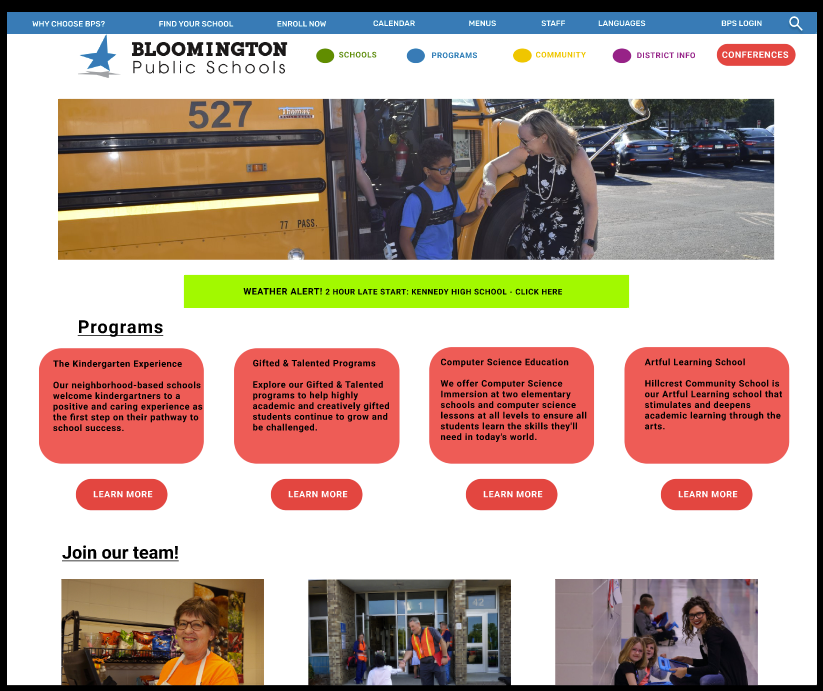 WHY CHOOSE BPS? FIND YOUR SCHOOL ENROLL NOW CALENDAR MENUS STAFF LANGUAGES BPS LOGIN
BLOOMINGTON
Public Schools
SCHOOLS PROGRAMS COMMUNITY DISTRICT INFO CONFERENCES
527
Thomas
77 PASS.
WEATHER ALERT! 2 HOUR LATE START: KENNEDY HIGH SCHOOL - CLICK HERE
Programs
The Kindergarten Experience
Our neighborhood-based schools
welcome kindergartners to a
positive and caring experience as
the first step on their pathway to
school success.
LEARN MORE
Gifted & Talented Programs
Explore our Gifted & Talented
programs to help highly
academic and creatively gifted
students continue to grow and
be challenged.
LEARN MORE
Computer Science Education
We offer Computer Science
Immersion at two elementary
schools and computer science
lessons at all levels to ensure all
students learn the skills they'll
need in today's world.
LEARN MORE
Artful Learning School
Hillcrest Community School is
our Artful Learning school that
stimulates and deepens
academic learning through the
arts.
LEARN MORE
Join our team!
1
42